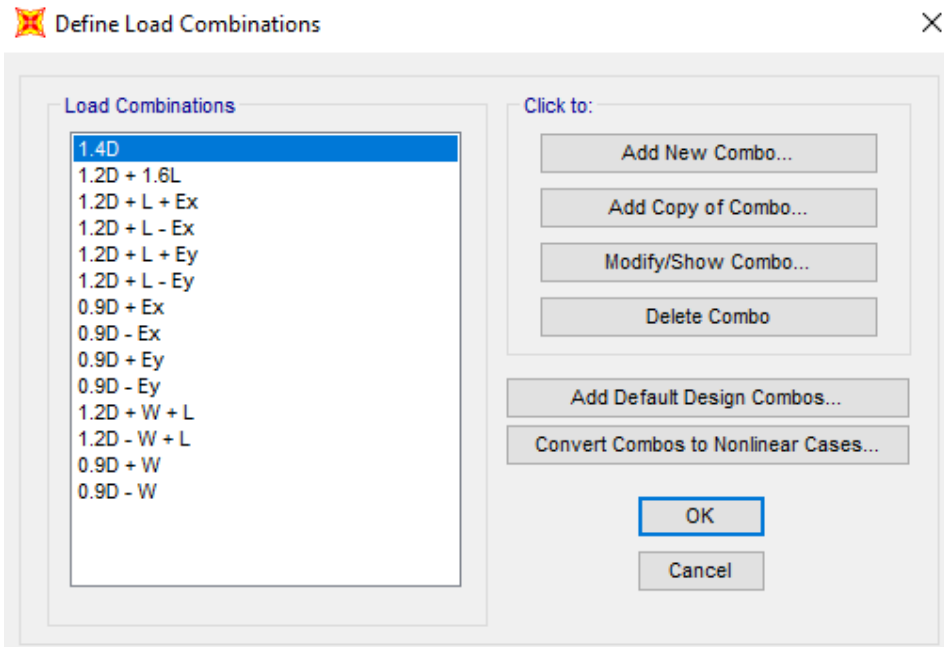 Define Load Combinations
Load Combinations
1.4D
1.2D + 1.6L
1.2D + L + Ex
1.2D + L - Ex
1.2D + L + Ey
1.2D + L - Ey
0.9D + Ex
0.9D - Ex
0.9D + Ey
0.9D - Ey
1.2D + W + L
1.2D - W + L
0.9D + W
0.9D - W
Click to:
Add New Combo...
Add Copy of Combo...
Modify/Show Combo...
Delete Combo
Add Default Design Combos...
Convert Combos to Nonlinear Cases...
OK
Cancel